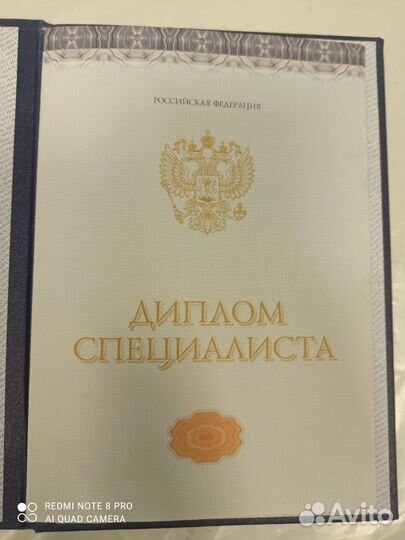 РОССИЙСКАЯ ФЕДЕРАЦИЯ
ДИПЛОМ
СПЕЦИАЛИСТА
REDMI NOTE 8 PRO
AI QUAD CAMERA
Avito